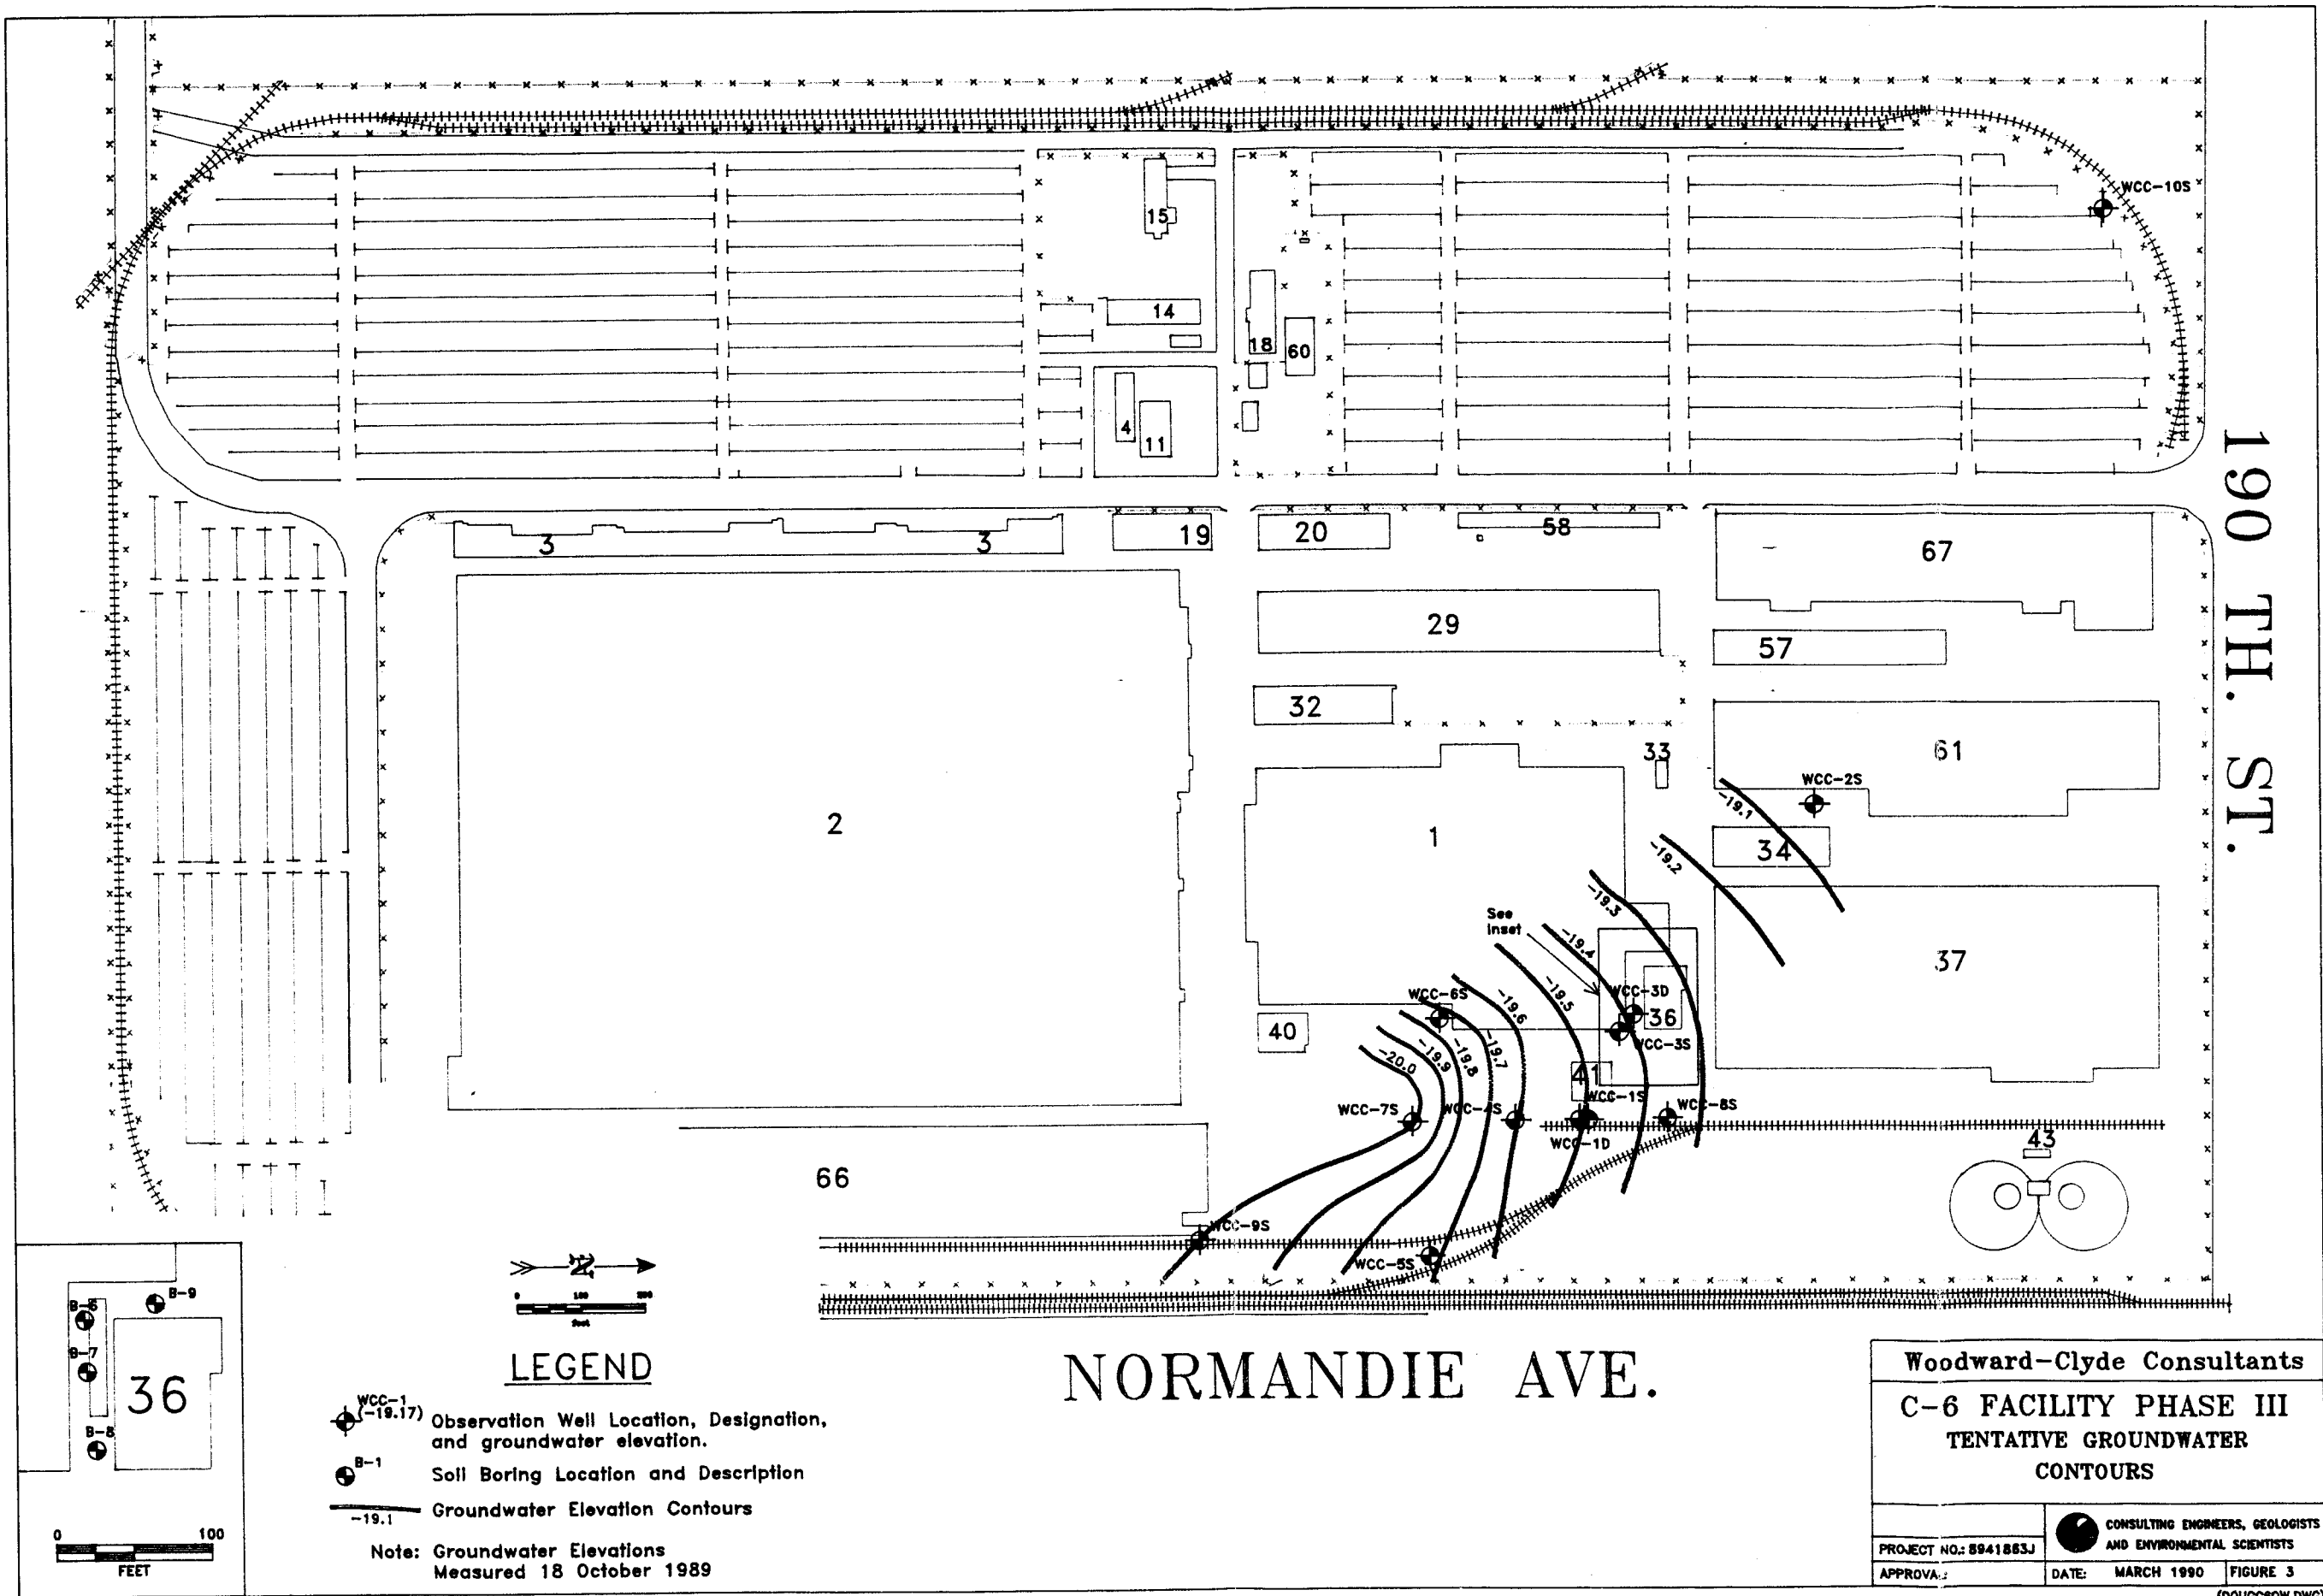 WCC-10S
15
14
18
60
4
11
190 TH. ST.
3
3
19
20
58
67
29
57
32
33
61
WCC-2S
2
1
-19.1
34
-19.2
-19.3
See
Inset
-19.4
37
WCC-3D
-19.5
WCC-6S
-19.6
36
40
WCC-3S
-19.7
-19.8
-19.9
-20.0
41
WCC-7S
WCC-4S
WCC-1S
WCC-8S
WCC-1D
43
66
WCC-9S
WCC-5S
N
B-9
B-6
0 100 200
feet
B-7
36
B-8
0 100
FEET
LEGEND
WCC-1
(-19.17)
Observation Well Location, Designation,
and groundwater elevation.
B-1
Soil Boring Location and Description
Groundwater Elevation Contours
-19.1
Note: Groundwater Elevations
Measured 18 October 1989
NORMANDIE AVE.
Woodward-Clyde Consultants
C-6 FACILITY PHASE III
TENTATIVE GROUNDWATER
CONTOURS
CONSULTING ENGINEERS, GEOLOGISTS
AND ENVIRONMENTAL SCIENTISTS
PROJECT NO.: 8941863J
DATE: MARCH 1990
FIGURE 3